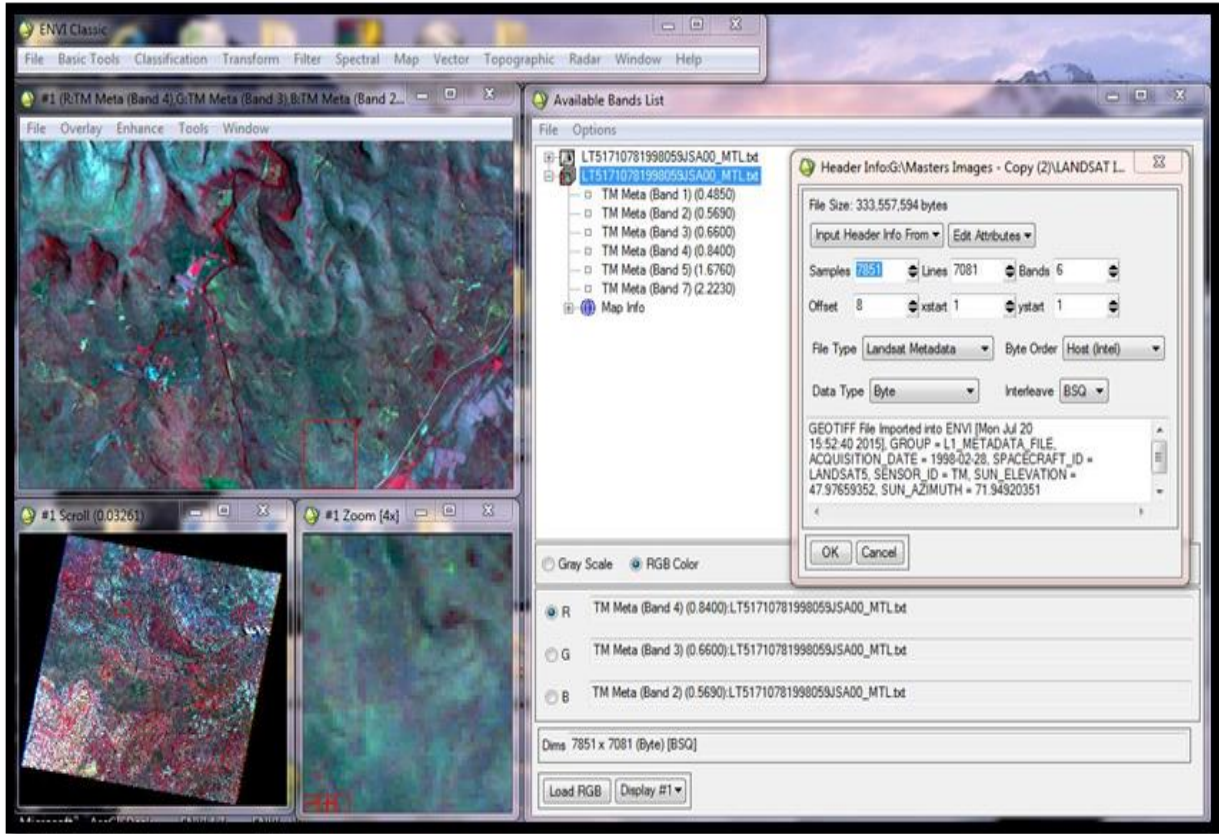 ENVI Classic
File Basic Tools Classification Transform Filter Spectral Map Vector Topographic Radar Window Help
#1 (R:TM Meta (Band 4),G:TM Meta (Band 3),B:TM Meta (Band 2...
File Overlay Enhance Tools Window
#1 Scroll (0.03261)
#1 Zoom [4x]
Available Bands List
File Options
LT51710781998059JSA00_MTL.txt
LT51710781998059JSA00_MTL.txt
TM Meta (Band 1) (0.4850)
TM Meta (Band 2) (0.5690)
TM Meta (Band 3) (0.6600)
TM Meta (Band 4) (0.8400)
TM Meta (Band 5) (1.6760)
TM Meta (Band 7) (2.2230)
Map Info
Header Info:G:\Masters Images - Copy (2)\LANDSAT I...
File Size: 333,557,594 bytes
Input Header Info From Edit Attributes
Samples 7851 Lines 7081 Bands 6
Offset 8 xstart 1 ystart 1
File Type Landsat Metadata Byte Order Host (Intel)
Data Type Byte Interleave BSQ
GEOTIFF File Imported into ENVI [Mon Jul 20
15:52:40 2015], GROUP = L1_METADATA_FILE,
ACQUISITION_DATE = 1998-02-28, SPACECRAFT_ID =
LANDSAT5, SENSOR_ID = TM, SUN_ELEVATION =
47.97659352, SUN_AZIMUTH = 71.94920351
OK Cancel
Gray Scale RGB Color
R TM Meta (Band 4) (0.8400):LT51710781998059JSA00_MTL.txt
G TM Meta (Band 3) (0.6600):LT51710781998059JSA00_MTL.txt
B TM Meta (Band 2) (0.5690):LT51710781998059JSA00_MTL.txt
Dims 7851 x 7081 (Byte) [BSQ]
Load RGB Display #1